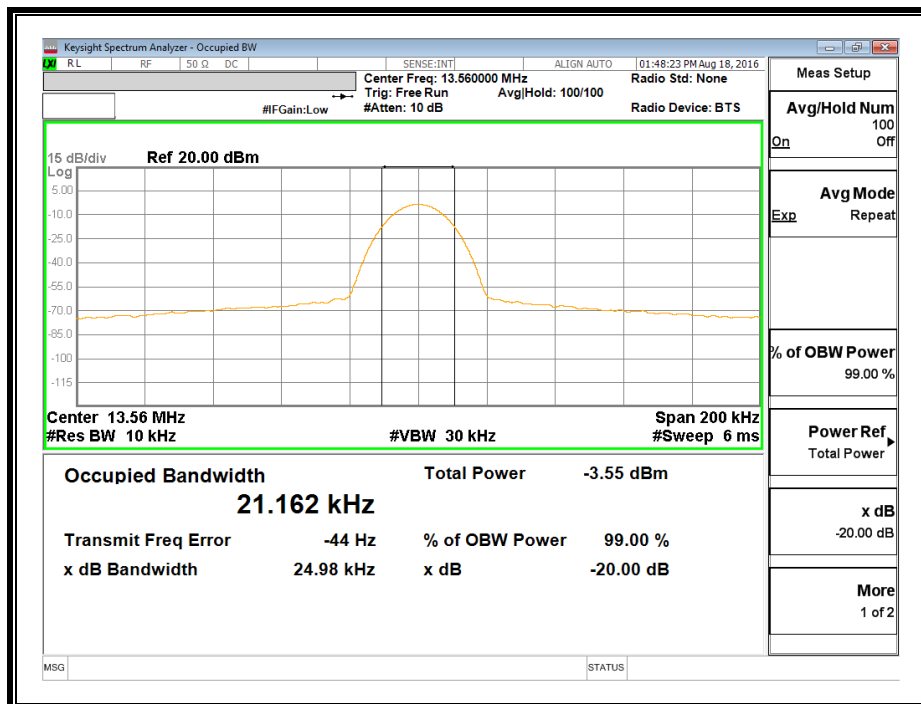 Keysight Spectrum Analyzer - Occupied BW
LXI RL RF 50 Ω DC SENSE:INT ALIGN AUTO 01:48:23 PM Aug 18, 2016
Center Freq: 13.560000 MHz Radio Std: None
Trig: Free Run Avg|Hold: 100/100
#IFGain:Low #Atten: 10 dB Radio Device: BTS
15 dB/div Ref 20.00 dBm
Log
5.00
-10.0
-25.0
-40.0
-55.0
-70.0
-85.0
-100
-115
Center 13.56 MHz Span 200 kHz
#Res BW 10 kHz #VBW 30 kHz #Sweep 6 ms
Occupied Bandwidth Total Power -3.55 dBm
21.162 kHz
Transmit Freq Error -44 Hz % of OBW Power 99.00 %
x dB Bandwidth 24.98 kHz x dB -20.00 dB
MSG STATUS
Meas Setup
Avg/Hold Num
100
On Off
Avg Mode
Exp Repeat
% of OBW Power
99.00 %
Power Ref
Total Power
x dB
-20.00 dB
More
1 of 2